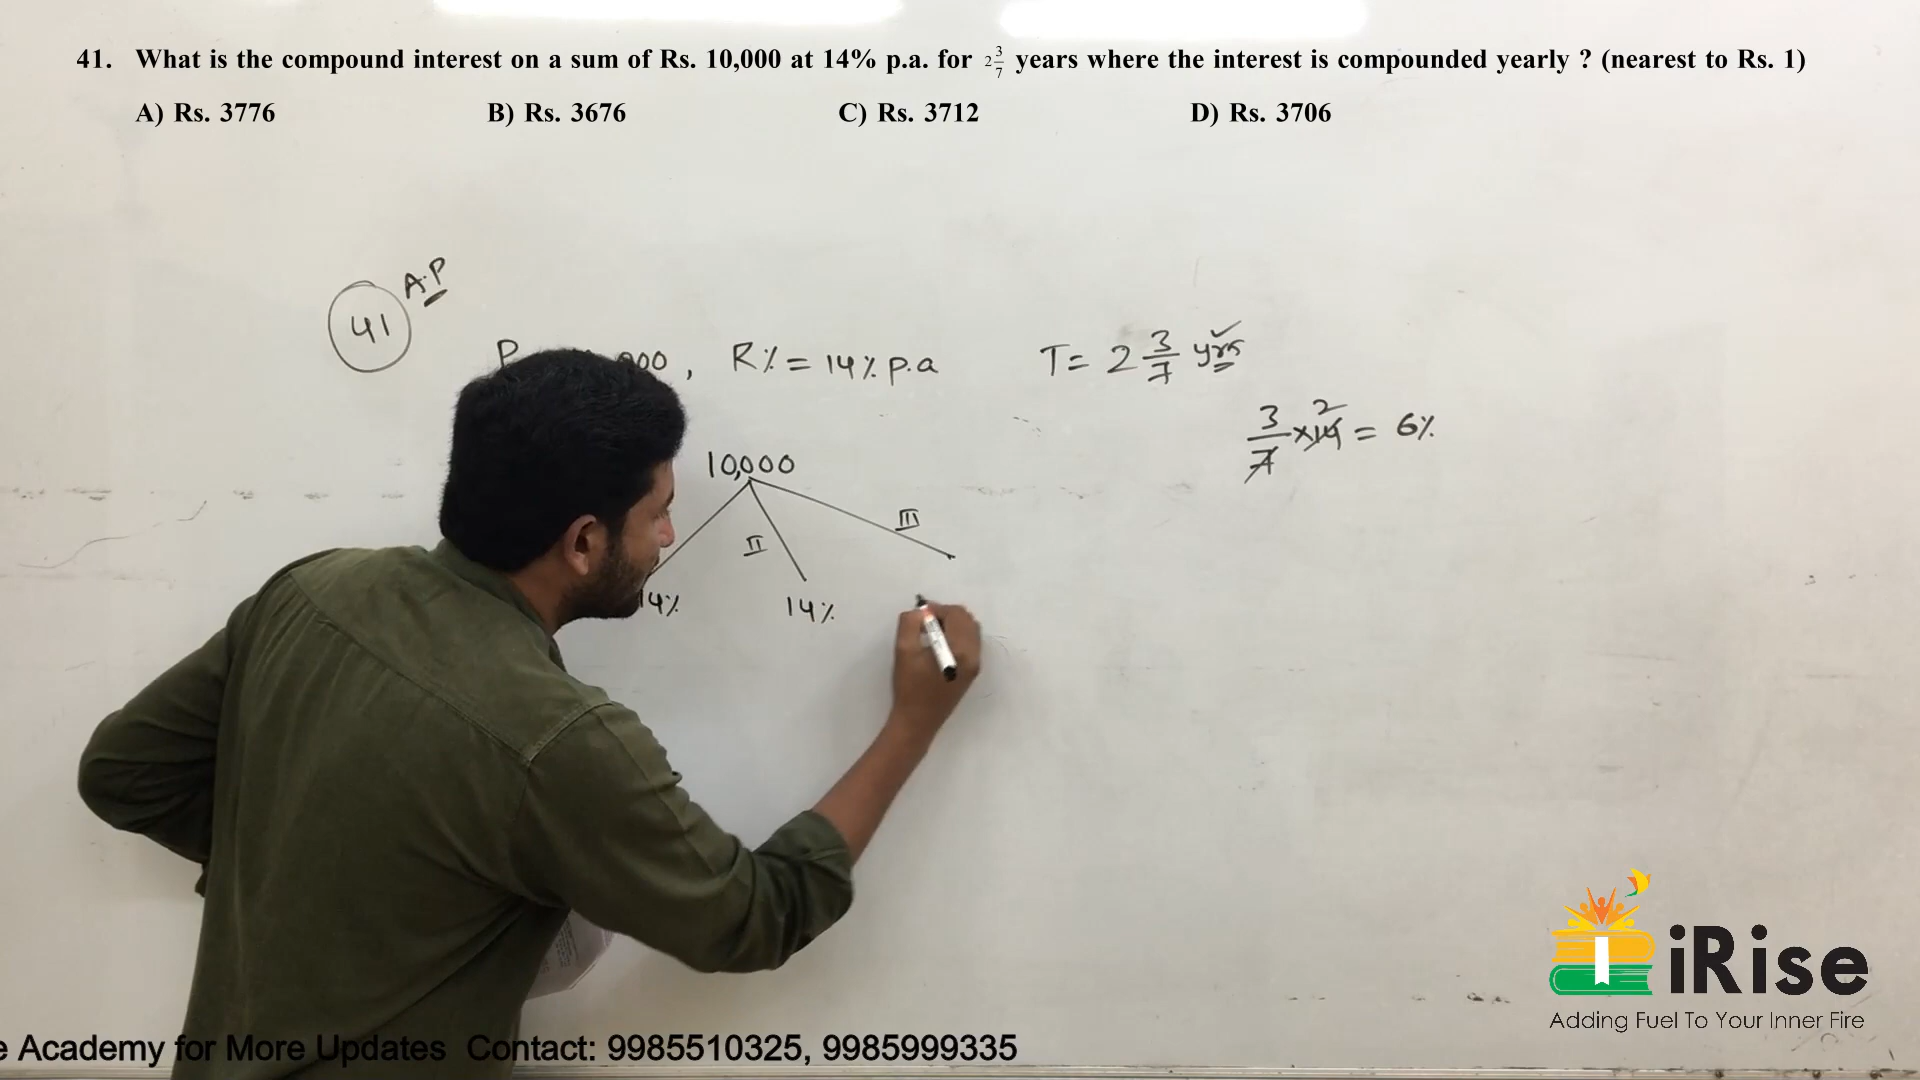 41. What is the compound interest on a sum of Rs. 10,000 at 14% p.a. for 2 3/7 years where the interest is compounded yearly ? (nearest to Rs. 1)
A) Rs. 3776 B) Rs. 3676 C) Rs. 3712 D) Rs. 3706
41 A.P
P 000 , R% = 14% p.a T = 2 3/7 yrs
3/7 × 14 2 = 6%
10,000
II III
14% 14%
iRise
Adding Fuel To Your Inner Fire
Academy for More Updates Contact: 9985510325, 9985999335